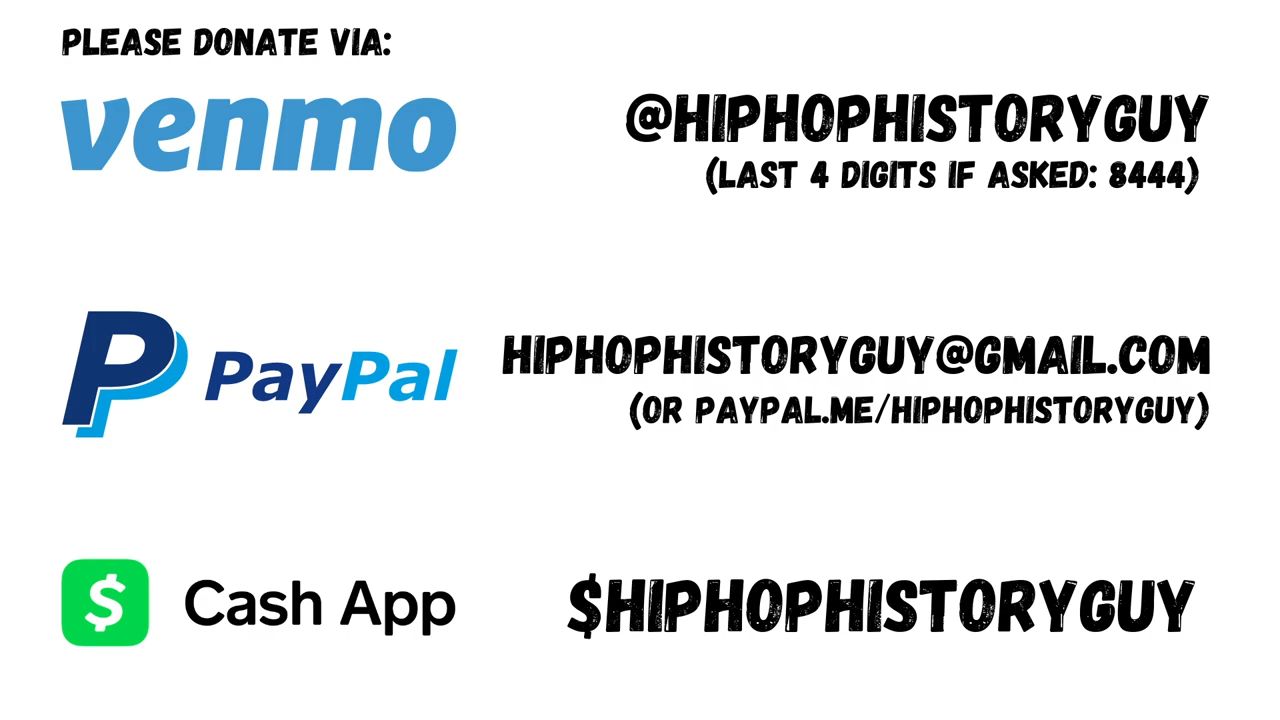 PLEASE DONATE VIA:
venmo
@HIPHOPHISTORYGUY
(LAST 4 DIGITS IF ASKED: 8444)
P PayPal
HIPHOPHISTORYGUY@GMAIL.COM
(OR PAYPAL.ME/HIPHOPHISTORYGUY)
$ Cash App
$HIPHOPHISTORYGUY